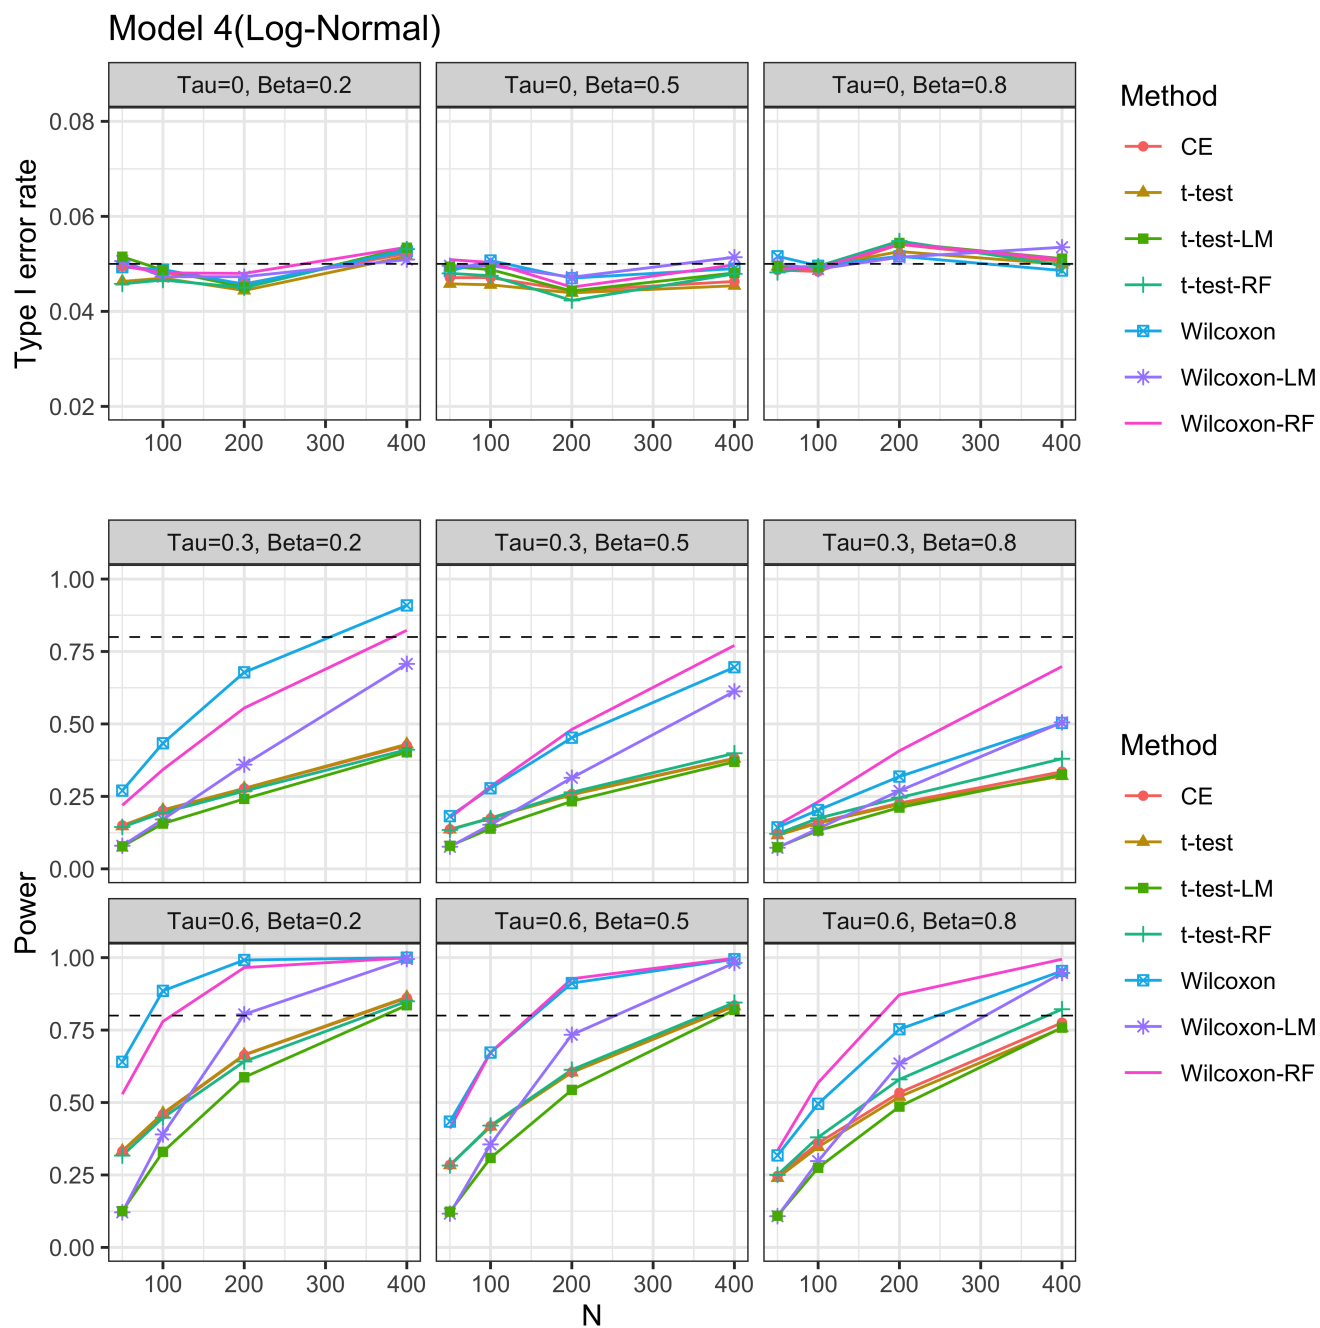 Model 4(Log-Normal)
Tau=0, Beta=0.2
Tau=0, Beta=0.5
Tau=0, Beta=0.8
Type I error rate
0.08
0.06
0.04
0.02
100 200 300 400
100 200 300 400
100 200 300 400
Method
CE
t-test
t-test-LM
t-test-RF
Wilcoxon
Wilcoxon-LM
Wilcoxon-RF
Tau=0.3, Beta=0.2
Tau=0.3, Beta=0.5
Tau=0.3, Beta=0.8
1.00
0.75
0.50
0.25
0.00
Power
Tau=0.6, Beta=0.2
Tau=0.6, Beta=0.5
Tau=0.6, Beta=0.8
1.00
0.75
0.50
0.25
0.00
100 200 300 400
100 200 300 400
100 200 300 400
N
Method
CE
t-test
t-test-LM
t-test-RF
Wilcoxon
Wilcoxon-LM
Wilcoxon-RF